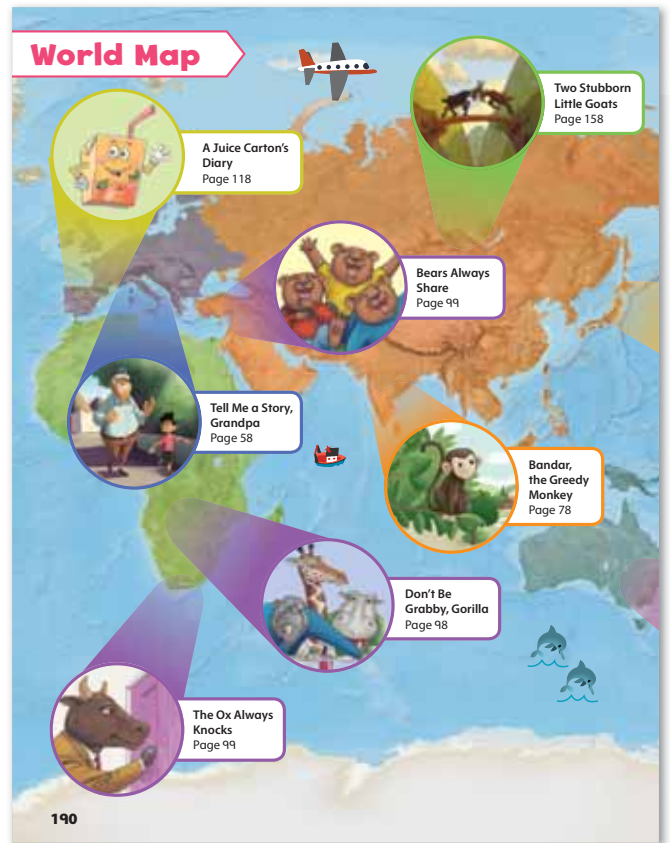 World Map
Two Stubborn
Little Goats
Page 158
A Juice Carton's
Diary
Page 118
Bears Always
Share
Page 99
Tell Me a Story,
Grandpa
Page 58
Bandar,
the Greedy
Monkey
Page 78
Don't Be
Grabby, Gorilla
Page 98
The Ox Always
Knocks
Page 99
190